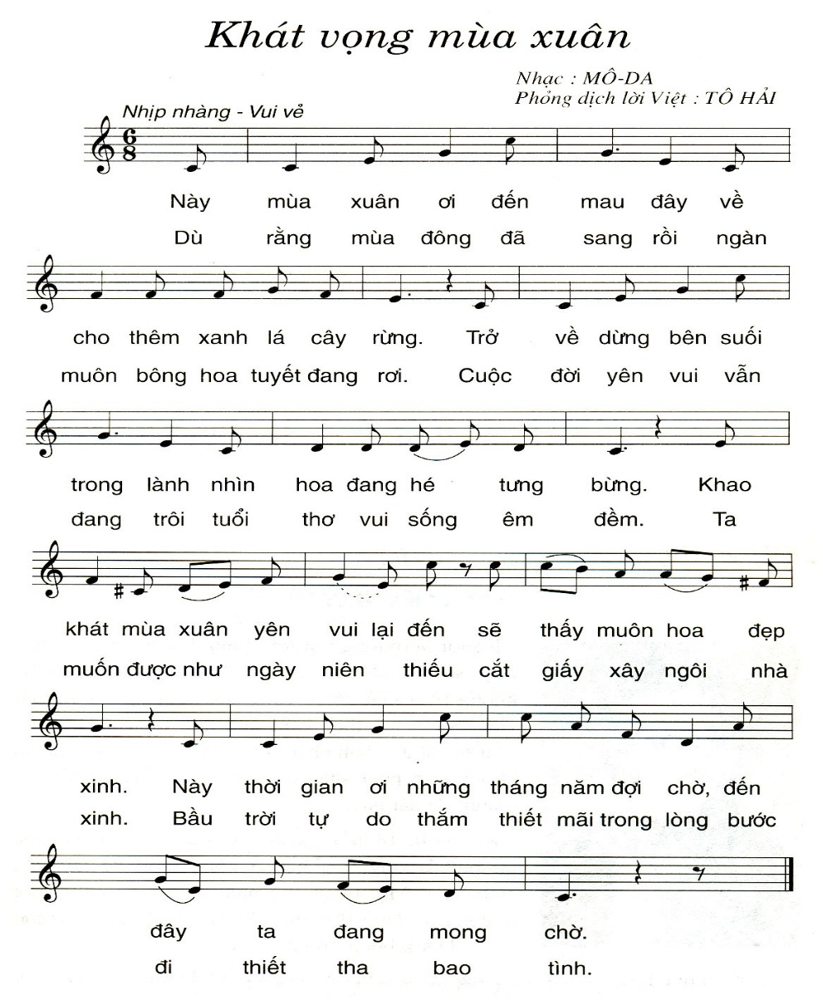 Khát vọng mùa xuân
Nhạc : MÔ-DA
Phỏng dịch lời Việt : TÔ HẢI
Nhịp nhàng - Vui vẻ
6
8
Này mùa xuân ơi đến mau đây về
Dù rằng mùa đông đã sang rồi ngàn
cho thêm xanh lá cây rừng. Trở về dừng bên suối
muôn bông hoa tuyết đang rơi. Cuộc đời yên vui vẫn
trong lành nhìn hoa đang hé tưng bừng. Khao
đang trôi tuổi thơ vui sống êm đềm. Ta
khát mùa xuân yên vui lại đến sẽ thấy muôn hoa đẹp
muốn được như ngày niên thiếu cắt giấy xây ngôi nhà
xinh. Này thời gian ơi những tháng năm đợi chờ, đến
xinh. Bầu trời tự do thắm thiết mãi trong lòng bước
đây ta đang mong chờ.
đi thiết tha bao tình.